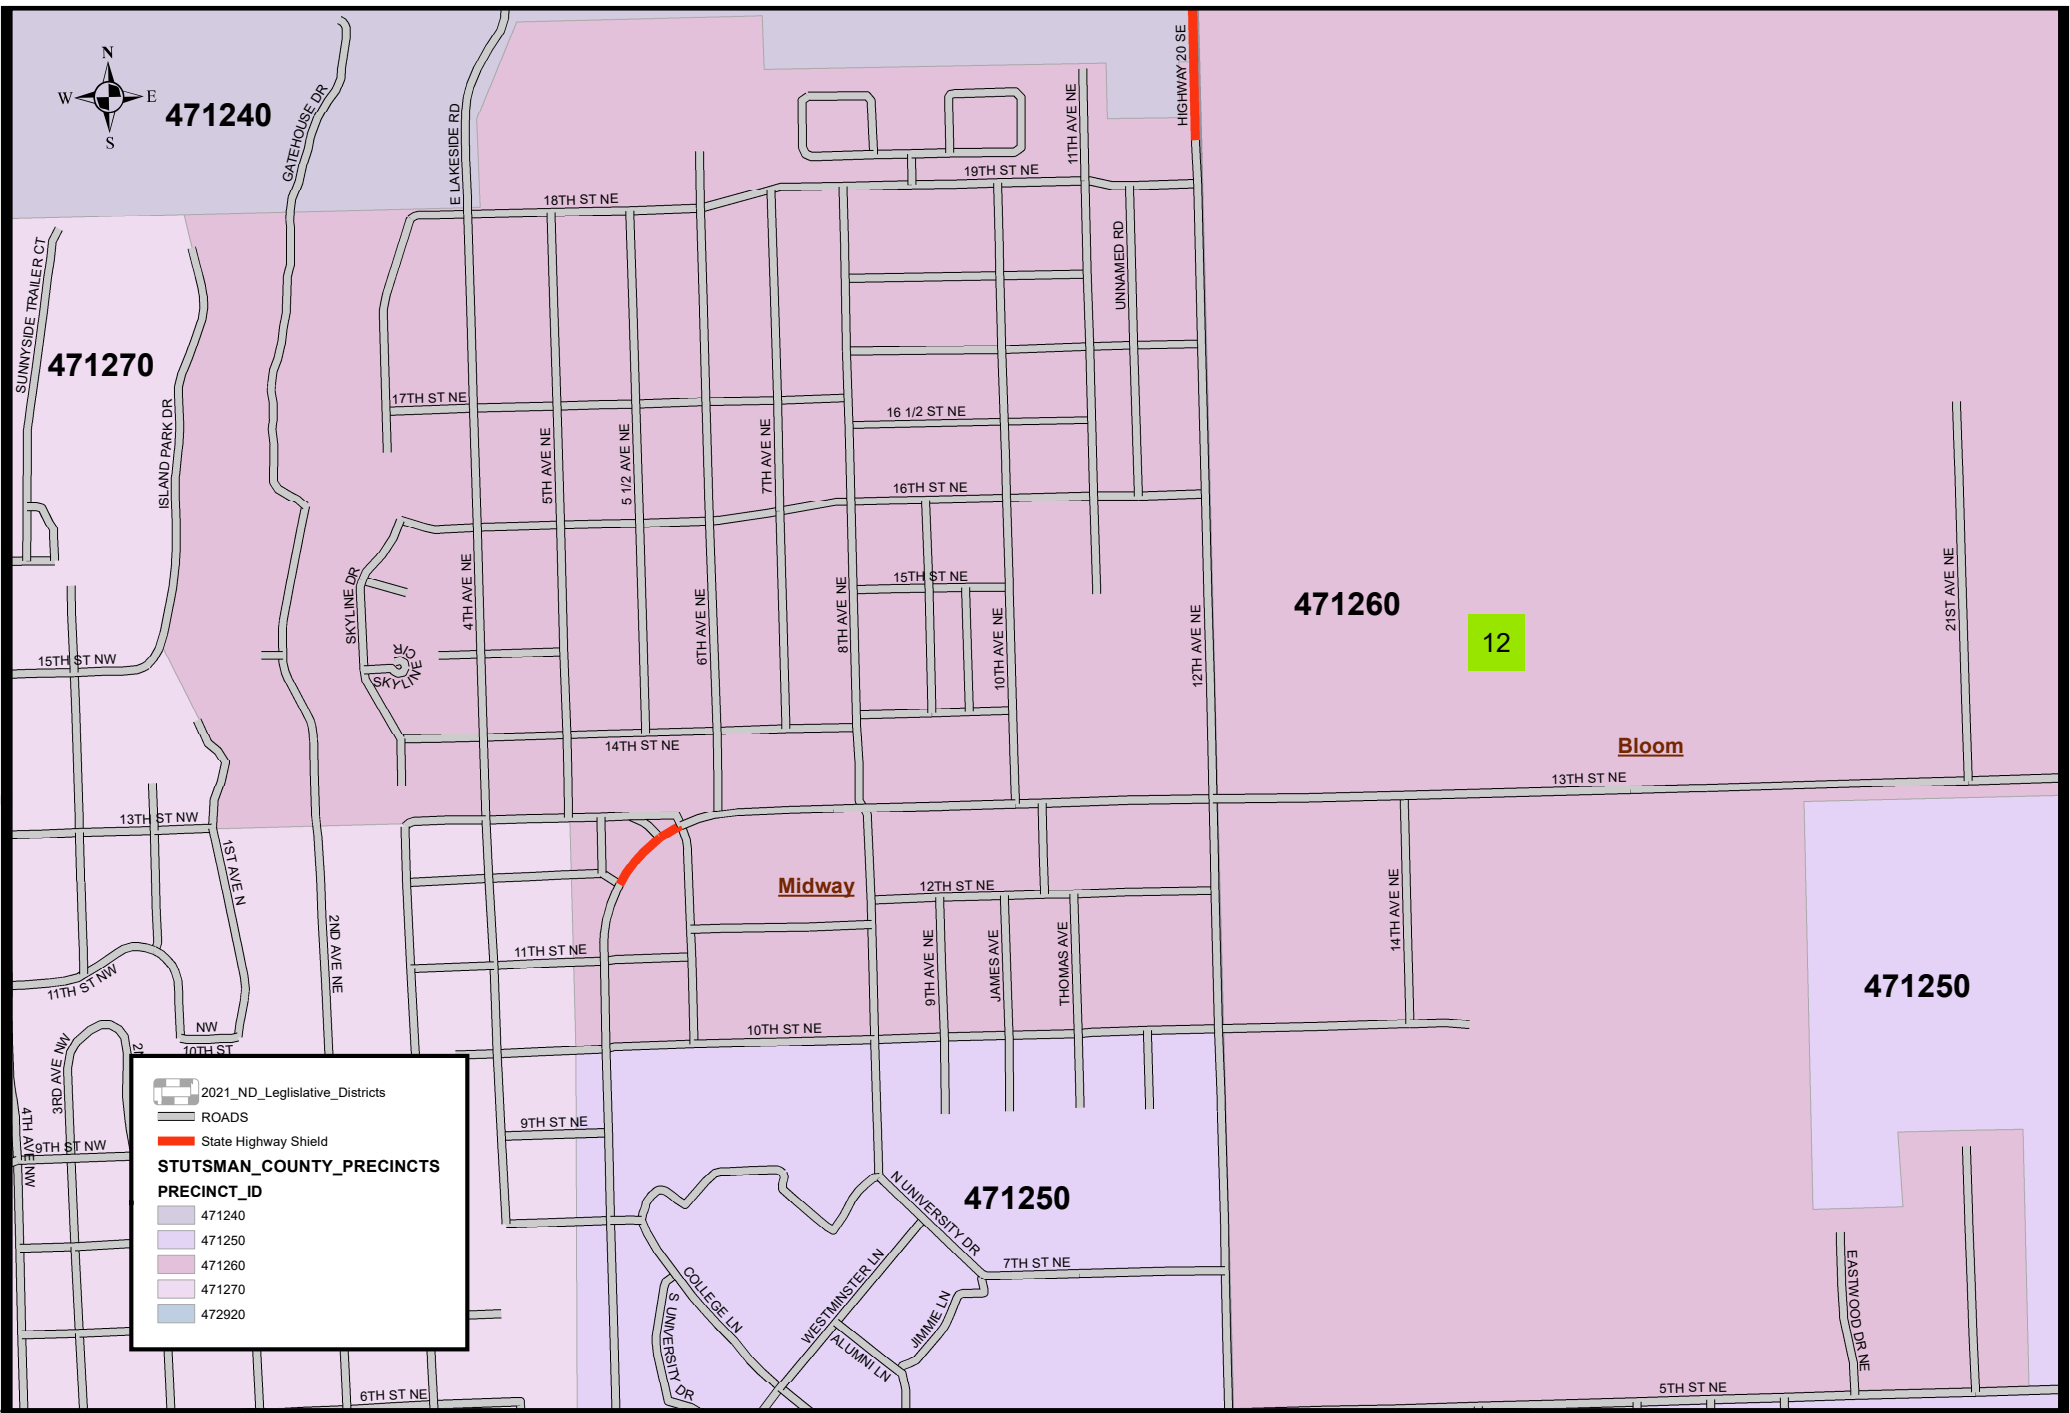 N
W
E
S
471240
GATEHOUSE DR
E LAKESIDE RD
HIGHWAY 20 SE
11TH AVE NE
19TH ST NE
18TH ST NE
UNNAMED RD
SUNNYSIDE TRAILER CT
471270
ISLAND PARK DR
17TH ST NE
16 1/2 ST NE
5TH AVE NE
5 1/2 AVE NE
7TH AVE NE
16TH ST NE
SKYLINE DR
4TH AVE NE
6TH AVE NE
8TH AVE NE
15TH ST NE
10TH AVE NE
12TH AVE NE
471260
12
21ST AVE NE
15TH ST NW
SKYLINE CIR
14TH ST NE
Bloom
13TH ST NE
13TH ST NW
1ST AVE N
2ND AVE NE
Midway
12TH ST NE
14TH AVE NE
11TH ST NE
9TH AVE NE
JAMES AVE
THOMAS AVE
471250
11TH ST NW
NW
10TH ST
10TH ST NE
3RD AVE NW
4TH AVE NW
9TH ST NW
9TH ST NE
N UNIVERSITY DR
471250
7TH ST NE
COLLEGE LN
S UNIVERSITY DR
WESTMINSTER LN
ALUMNI LN
JIMMIE LN
EASTWOOD DR NE
5TH ST NE
6TH ST NE
2021_ND_Leglislative_Districts
ROADS
State Highway Shield
STUTSMAN_COUNTY_PRECINCTS
PRECINCT_ID
471240
471250
471260
471270
472920